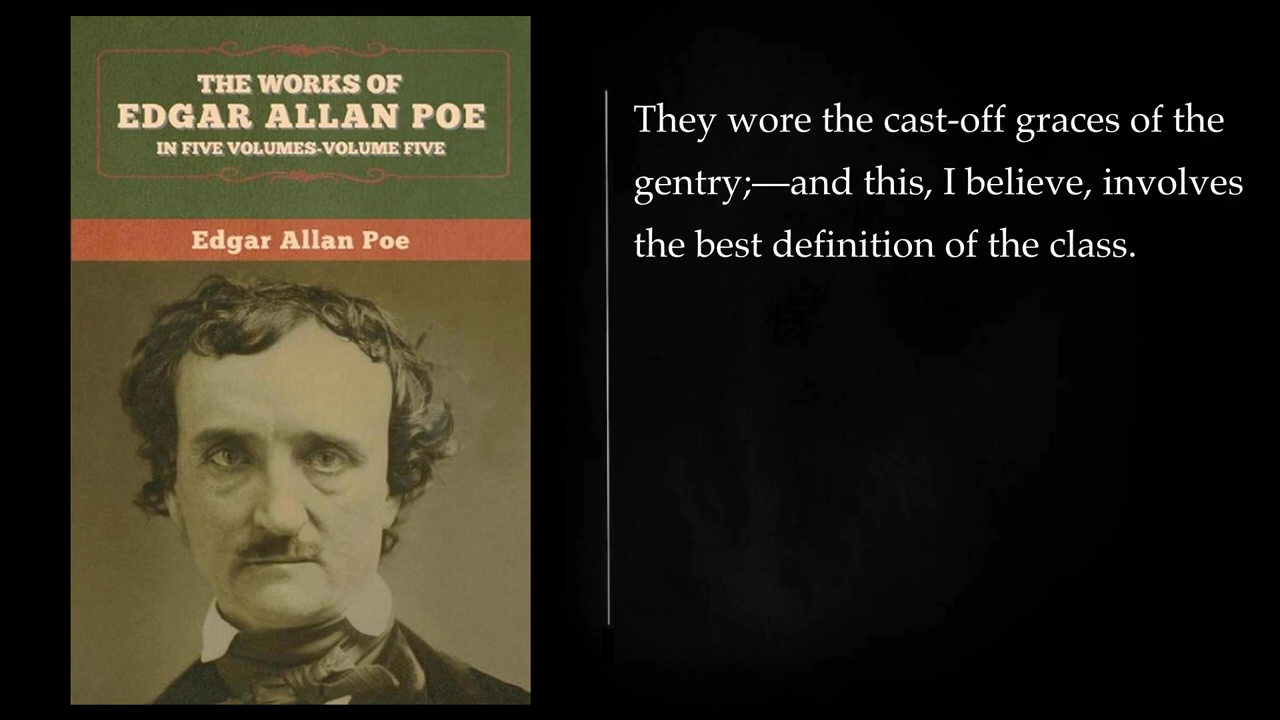 THE WORKS OF
EDGAR ALLAN POE
IN FIVE VOLUMES-VOLUME FIVE
Edgar Allan Poe
They wore the cast-off graces of the
gentry;—and this, I believe, involves
the best definition of the class.